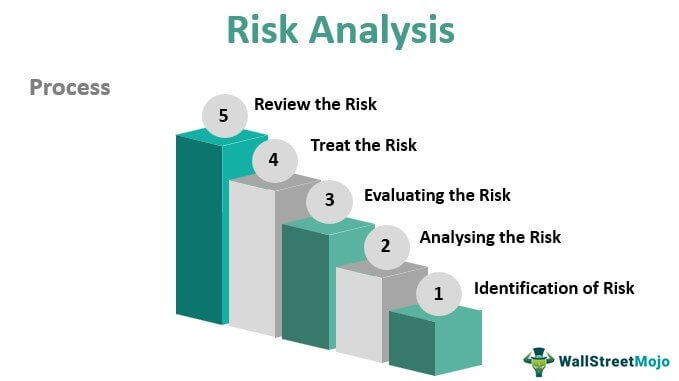 Risk Analysis
Process
5
Review the Risk
4
Treat the Risk
3
Evaluating the Risk
2
Analysing the Risk
1
Identification of Risk
WallStreetMojo